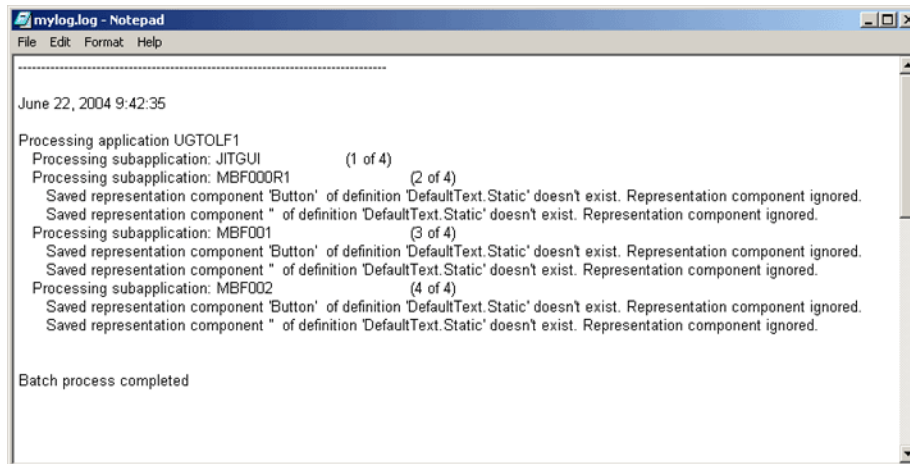 mylog.log - Notepad
File Edit Format Help
--------------------------------------------------------------------------------
June 22, 2004 9:42:35
Processing application UGTOLF1
Processing subapplication: JITGUI (1 of 4)
Processing subapplication: MBF000R1 (2 of 4)
Saved representation component 'Button' of definition 'DefaultText.Static' doesn't exist. Representation component ignored.
Saved representation component '' of definition 'DefaultText.Static' doesn't exist. Representation component ignored.
Processing subapplication: MBF001 (3 of 4)
Saved representation component 'Button' of definition 'DefaultText.Static' doesn't exist. Representation component ignored.
Saved representation component '' of definition 'DefaultText.Static' doesn't exist. Representation component ignored.
Processing subapplication: MBF002 (4 of 4)
Saved representation component 'Button' of definition 'DefaultText.Static' doesn't exist. Representation component ignored.
Saved representation component '' of definition 'DefaultText.Static' doesn't exist. Representation component ignored.
Batch process completed